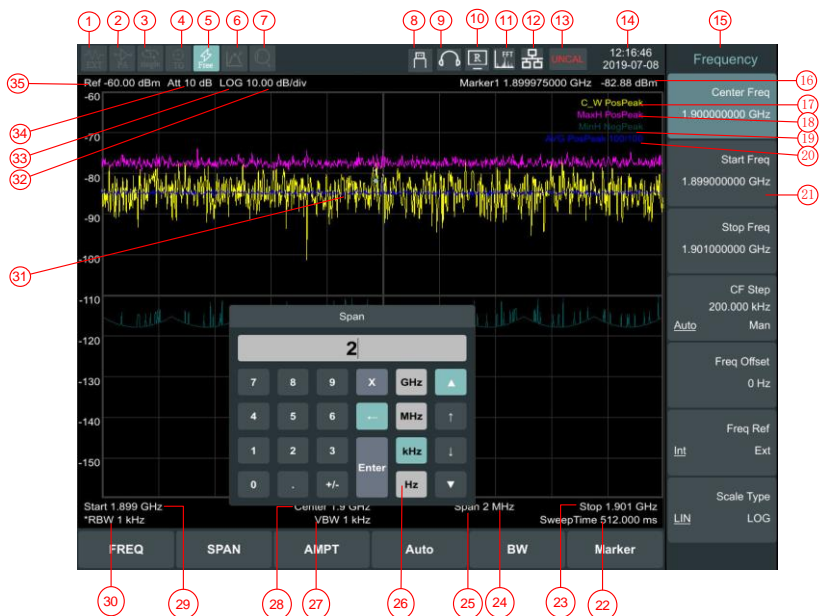 1 2 3 4 5 6 7 8 9 10 11 12 13 14 15
EXT PA Free R FFT UNCAL 12:16:46
2019-07-08
Frequency
35 Ref -60.00 dBm Att 10 dB LOG 10.00 dB/div Marker1 1.899975000 GHz -82.88 dBm 16
-60
C_W PosPeak 17
MaxH PosPeak 18
MinH NegPeak 19
AVG PosPeak 100/100 20
34
33
32
31
-70
-80
-90
-100
-110
-120
-130
-140
-150
Center Freq
1.900000000 GHz
Start Freq
1.899000000 GHz
21
Stop Freq
1.901000000 GHz
CF Step
200.000 kHz
Auto Man
Freq Offset
0 Hz
Freq Ref
Int Ext
Scale Type
LIN LOG
Span
2
7 8 9 X GHz ▲
4 5 6 ← MHz ↑
1 2 3 Enter kHz ↓
0 . +/- Hz ▼
Start 1.899 GHz Center 1.9 GHz Span 2 MHz Stop 1.901 GHz
*RBW 1 kHz VBW 1 kHz SweepTime 512.000 ms
FREQ SPAN AMPT Auto BW Marker
30 29 28 27 26 25 24 23 22